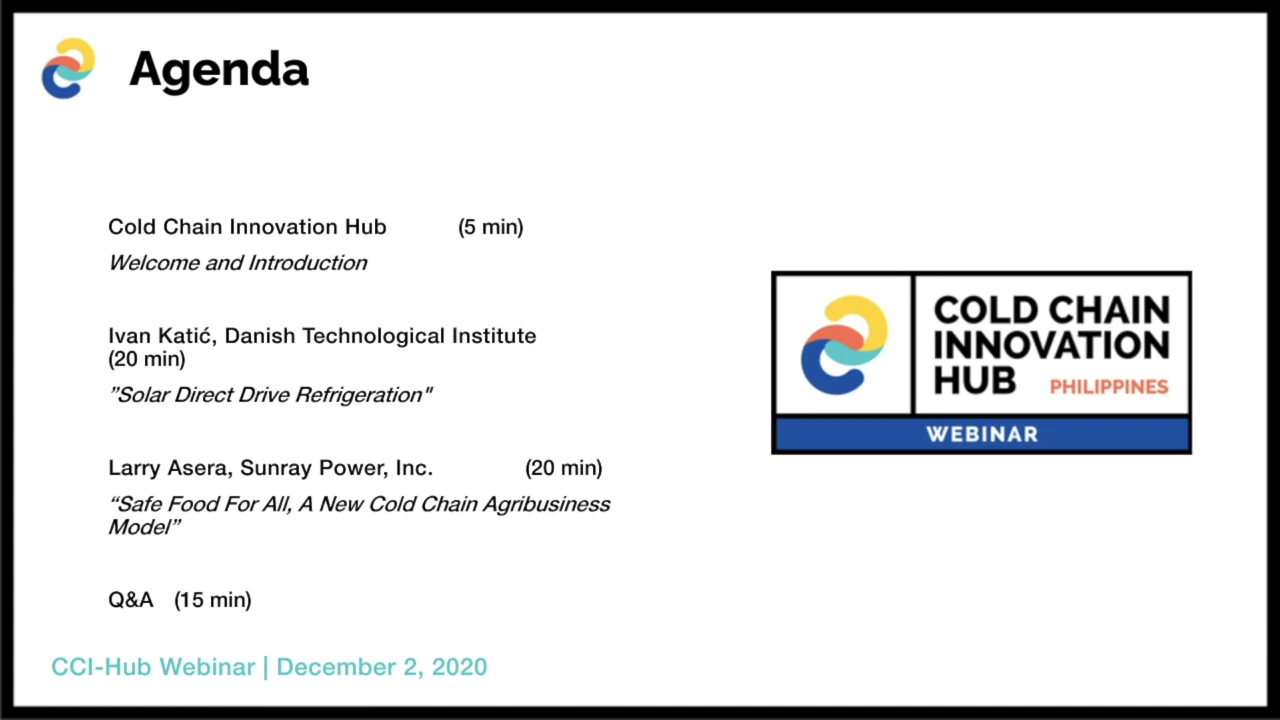 Agenda
Cold Chain Innovation Hub (5 min)
Welcome and Introduction
Ivan Katić, Danish Technological Institute
(20 min)
”Solar Direct Drive Refrigeration"
Larry Asera, Sunray Power, Inc. (20 min)
“Safe Food For All, A New Cold Chain Agribusiness
Model”
Q&A (15 min)
COLD CHAIN
INNOVATION
HUB PHILIPPINES
WEBINAR
CCI-Hub Webinar | December 2, 2020